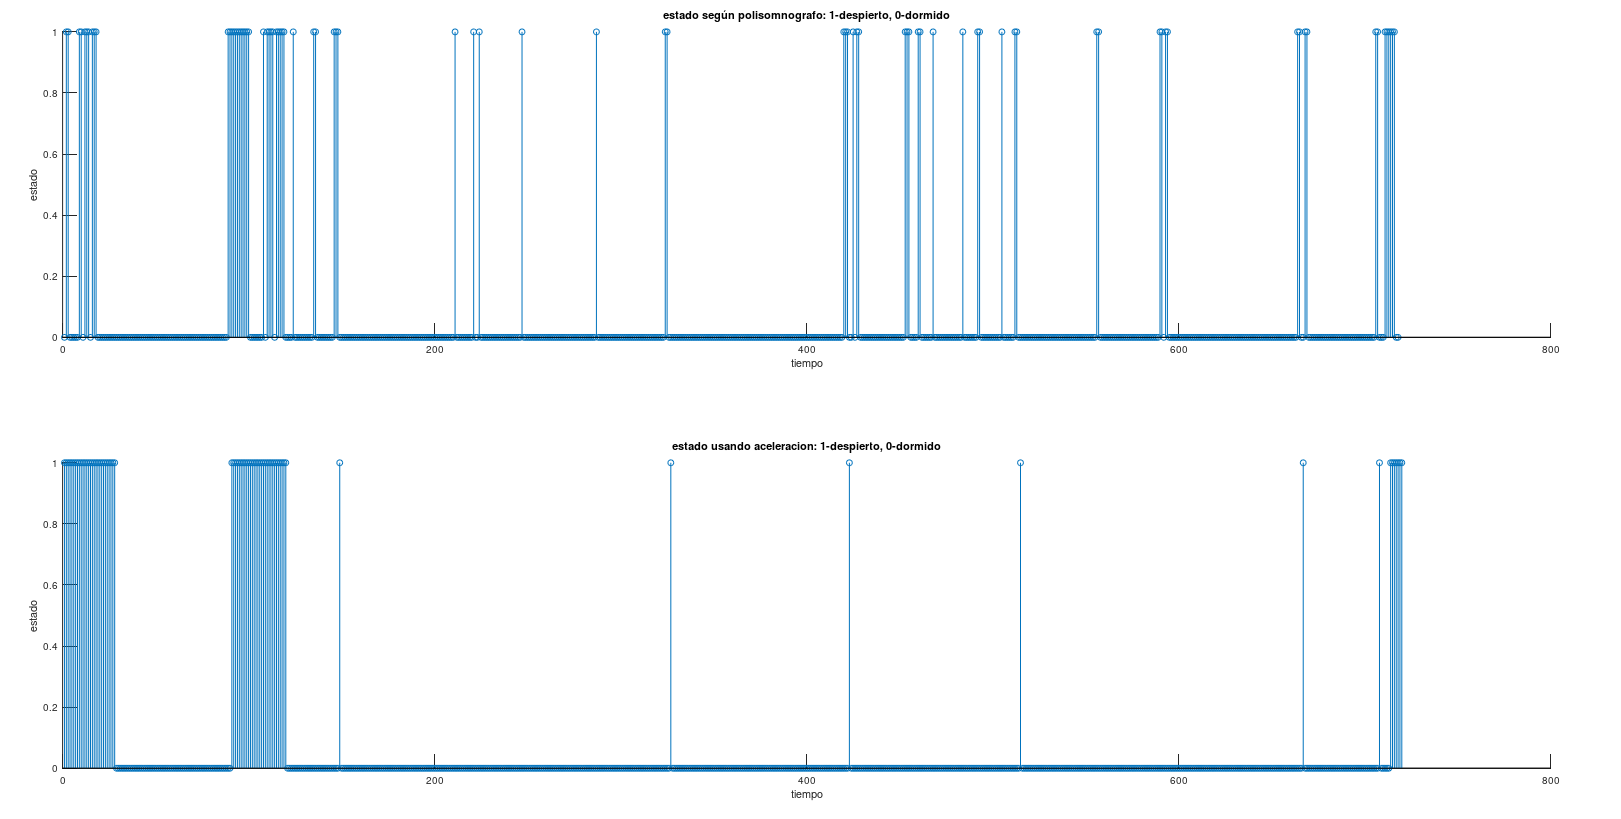 estado según polisomnografo: 1-despierto, 0-dormido
1
0.8
0.6
0.4
0.2
0
estado
0 200 400 600 800
tiempo
estado usando aceleracion: 1-despierto, 0-dormido
1
0.8
0.6
0.4
0.2
0
estado
0 200 400 600 800
tiempo